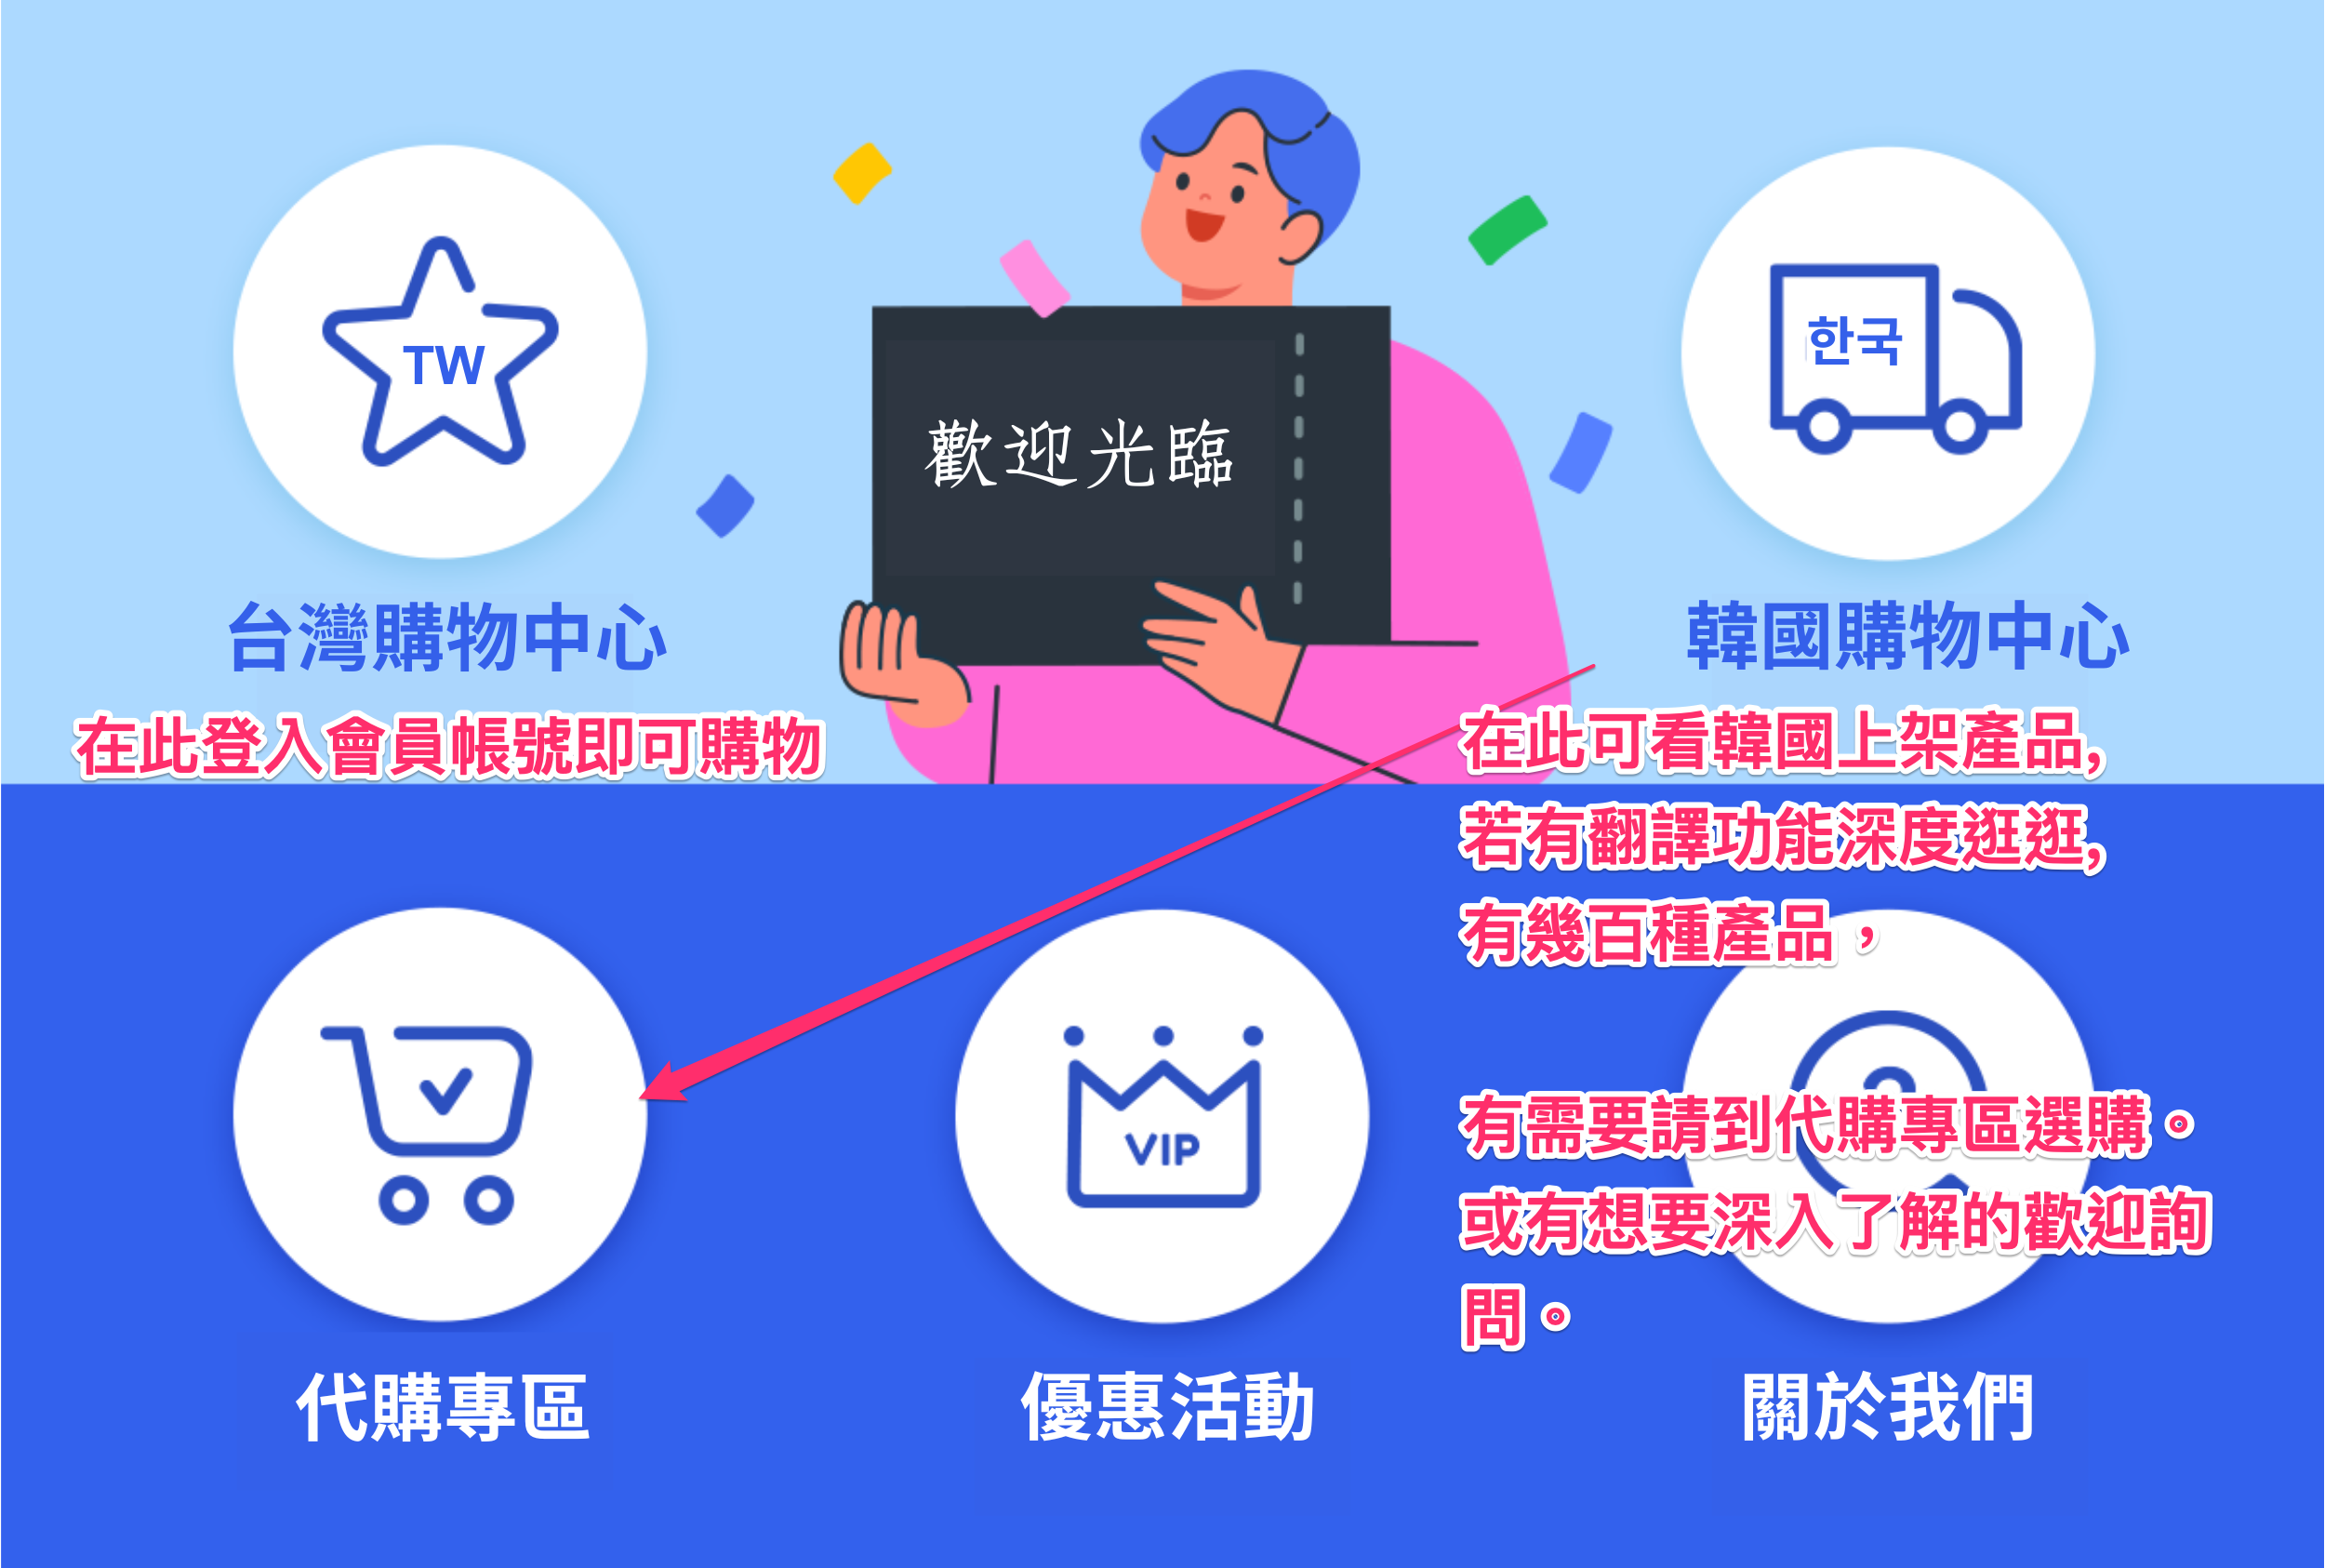 歡迎光臨
TW
台灣購物中心
在此登入會員帳號即可購物
한국
韓國購物中心
在此可看韓國上架產品,
若有翻譯功能深度逛逛,
有幾百種產品，
有需要請到代購專區選購。
或有想要深入了解的歡迎詢
問。
代購專區
VIP
優惠活動
關於我們